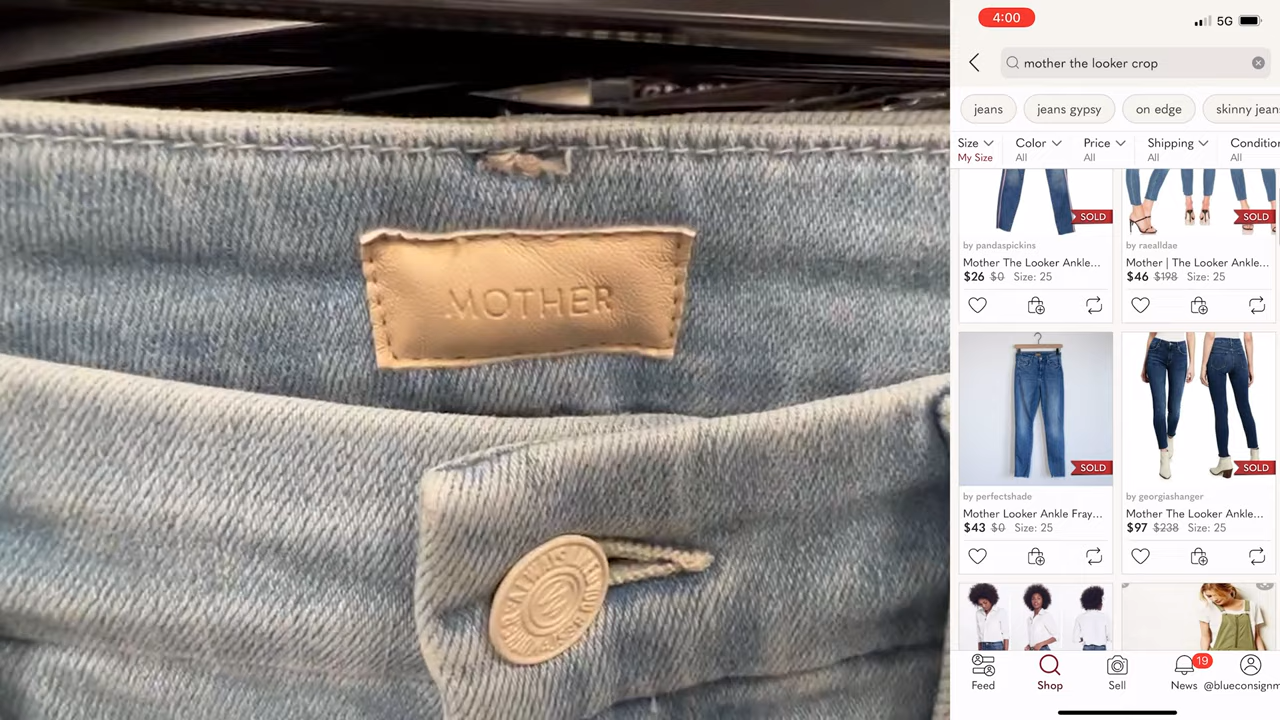 MOTHER
4:00
5G
mother the looker crop
jeans
jeans gypsy
on edge
skinny jean
Size
Color
Price
Shipping
Condition
My Size
All
All
All
All
SOLD
SOLD
by pandaspickins
by raealldae
Mother The Looker Ankle...
Mother | The Looker Ankle...
$26 $0 Size: 25
$46 $198 Size: 25
SOLD
SOLD
by perfectshade
by georgiashanger
Mother Looker Ankle Fray...
Mother The Looker Ankle...
$43 $0 Size: 25
$97 $238 Size: 25
19
Feed
Shop
Sell
News
@blueconsignm